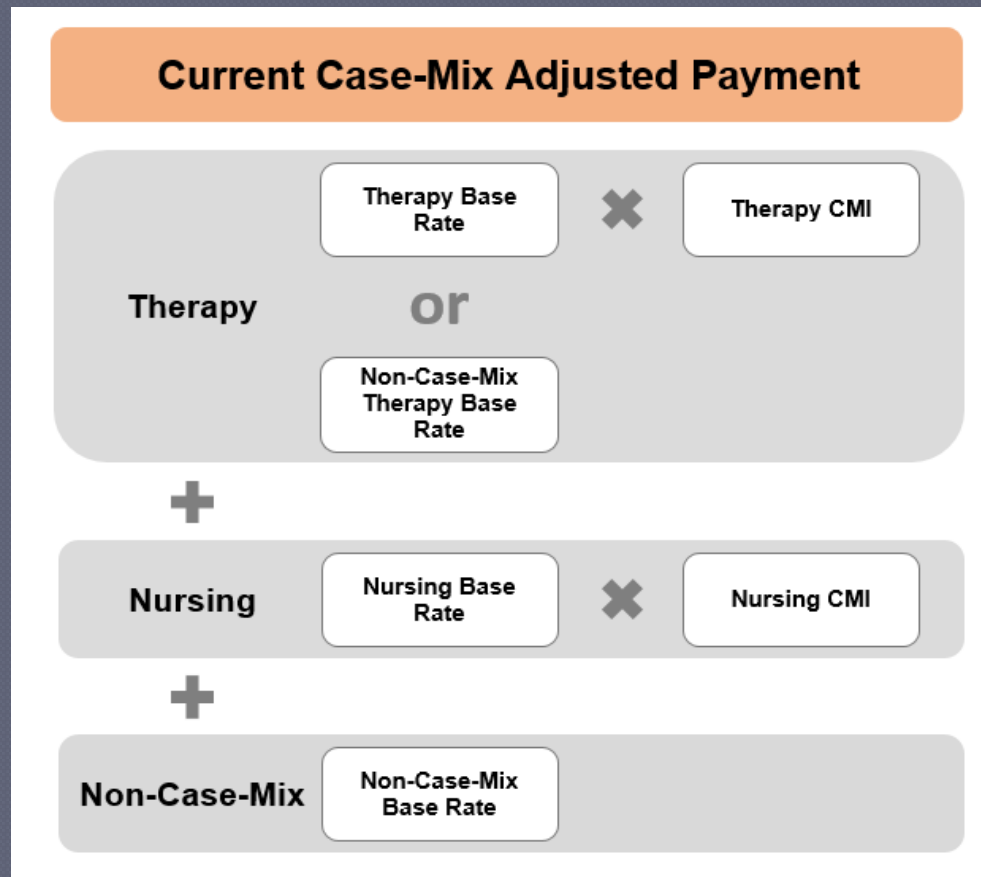 Current Case-Mix Adjusted Payment
Therapy Base
Rate
Therapy CMI
Therapy
or
Non-Case-Mix
Therapy Base
Rate
Nursing
Nursing Base
Rate
Nursing CMI
Non-Case-Mix
Non-Case-Mix
Base Rate